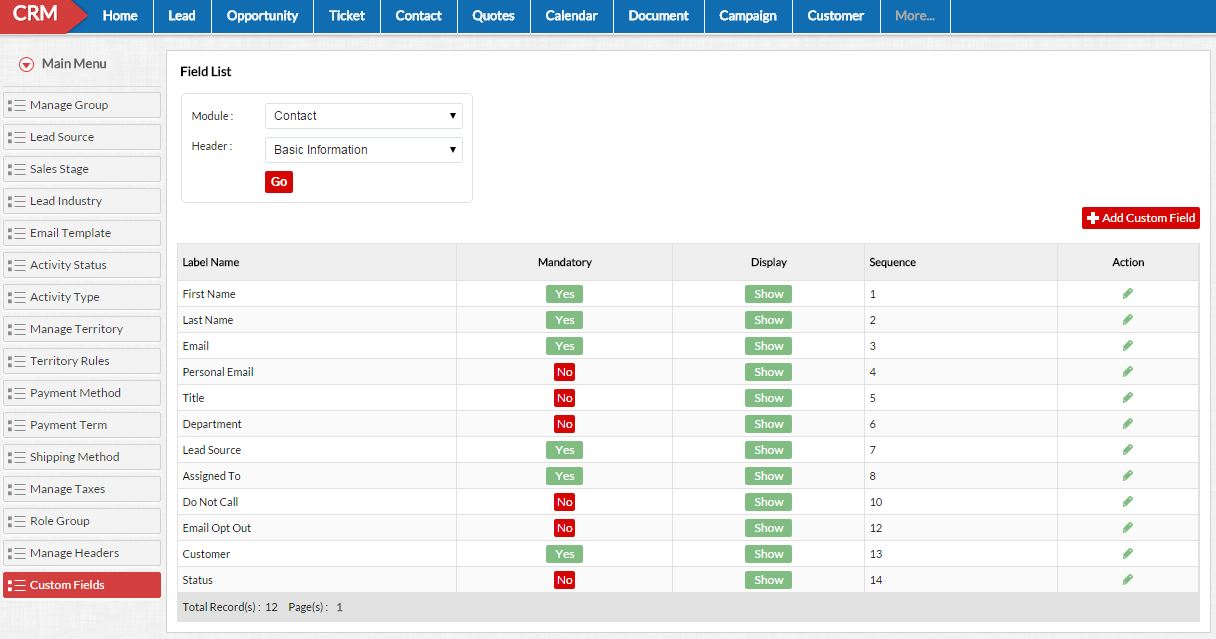 CRM Home Lead Opportunity Ticket Contact Quotes Calendar Document Campaign Customer More...
Main Menu
Manage Group
Lead Source
Sales Stage
Lead Industry
Email Template
Activity Status
Activity Type
Manage Territory
Territory Rules
Payment Method
Payment Term
Shipping Method
Manage Taxes
Role Group
Manage Headers
Custom Fields
Field List
Module : Contact
Header : Basic Information
Go
Add Custom Field
Label Name Mandatory Display Sequence Action
First Name Yes Show 1
Last Name Yes Show 2
Email Yes Show 3
Personal Email No Show 4
Title No Show 5
Department No Show 6
Lead Source Yes Show 7
Assigned To Yes Show 8
Do Not Call No Show 10
Email Opt Out No Show 12
Customer Yes Show 13
Status No Show 14
Total Record(s) : 12 Page(s) : 1